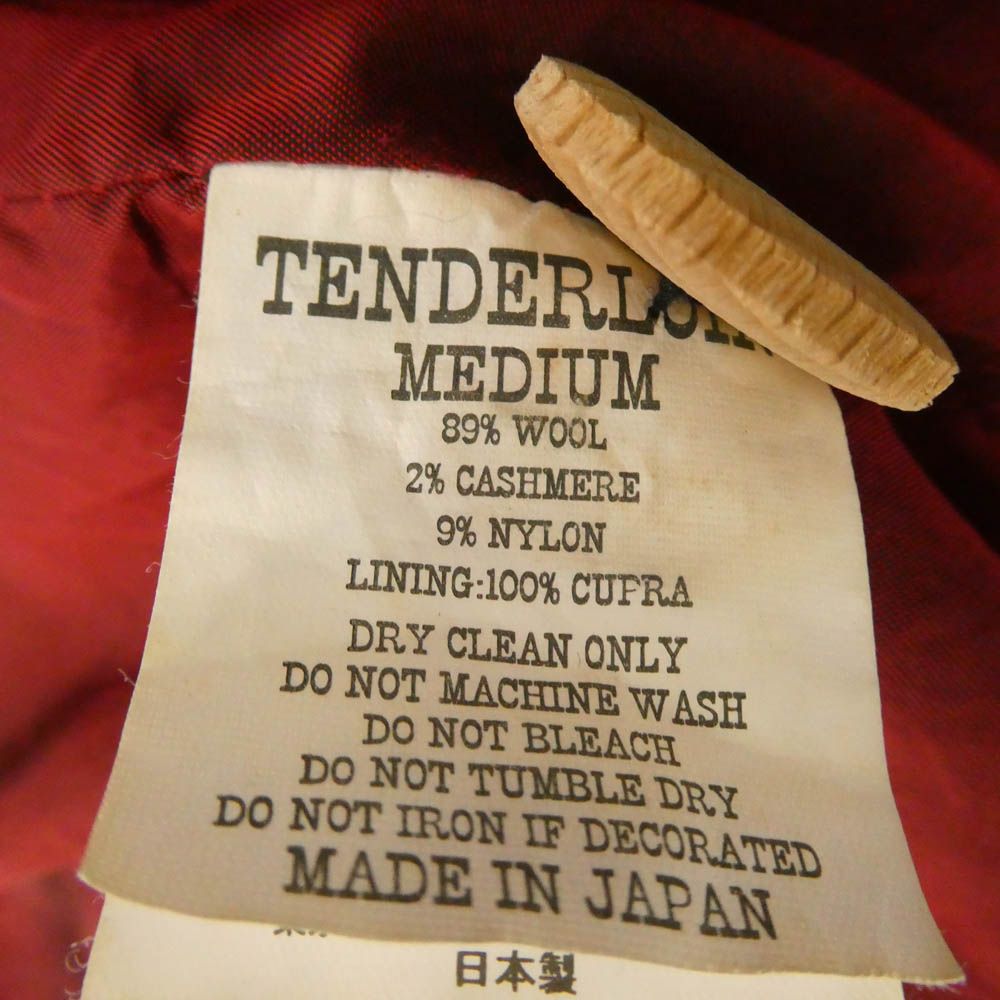 TENDERLOIN
MEDIUM
89% WOOL
2% CASHMERE
9% NYLON
LINING:100% CUPRA
DRY CLEAN ONLY
DO NOT MACHINE WASH
DO NOT BLEACH
DO NOT TUMBLE DRY
DO NOT IRON IF DECORATED
MADE IN JAPAN
日本製